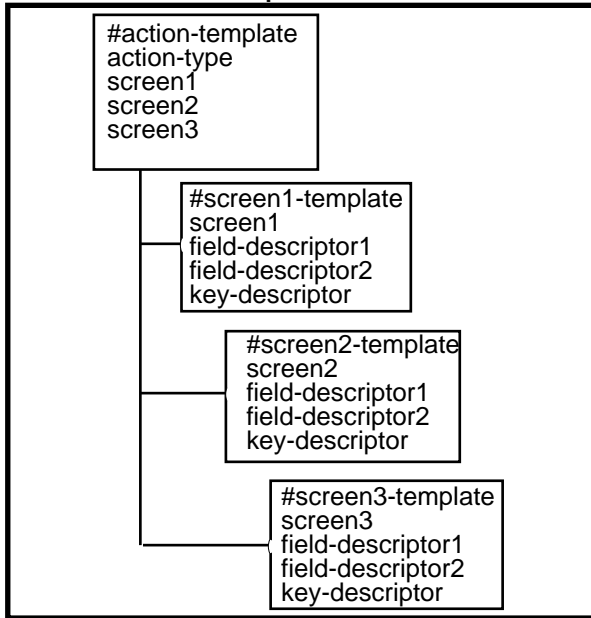 #action-template
action-type
screen1
screen2
screen3
#screen1-template
screen1
field-descriptor1
field-descriptor2
key-descriptor
#screen2-template
screen2
field-descriptor1
field-descriptor2
key-descriptor
#screen3-template
screen3
field-descriptor1
field-descriptor2
key-descriptor